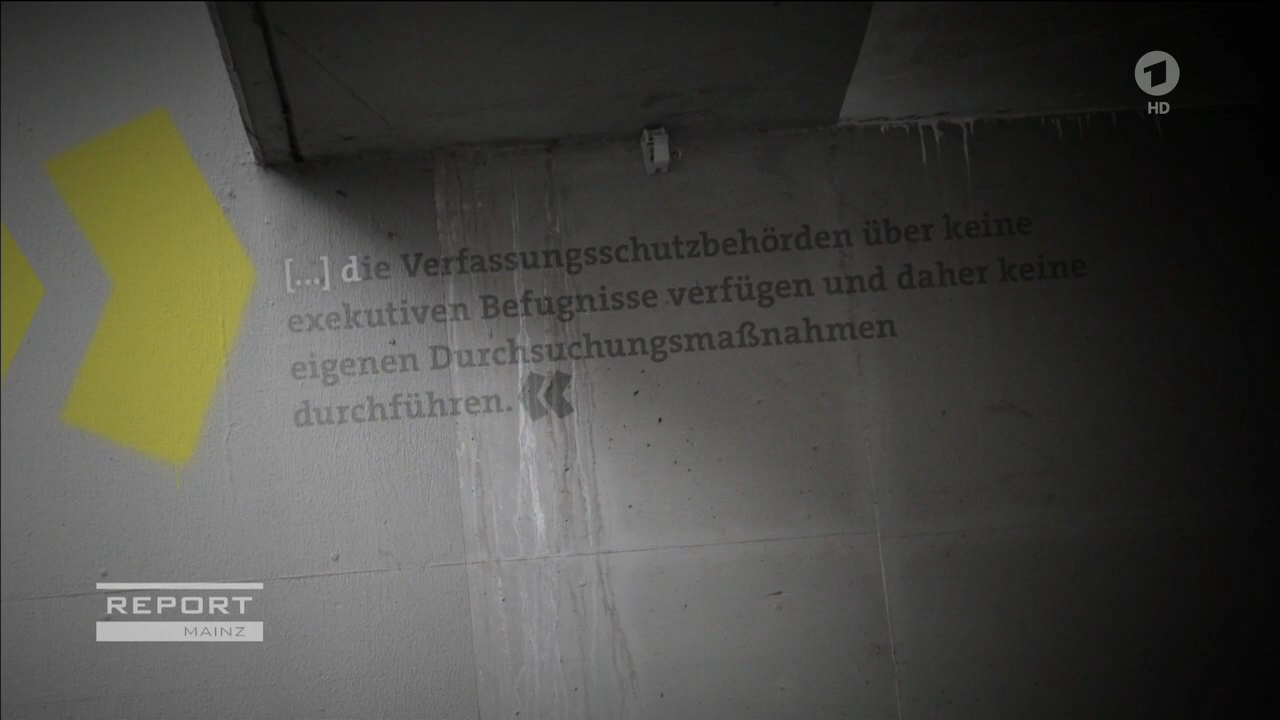 HD
[...] die Verfassungsschutzbehörden über keine
exekutiven Befugnisse verfügen und daher keine
eigenen Durchsuchungsmaßnahmen
durchführen. «
REPORT
MAINZ